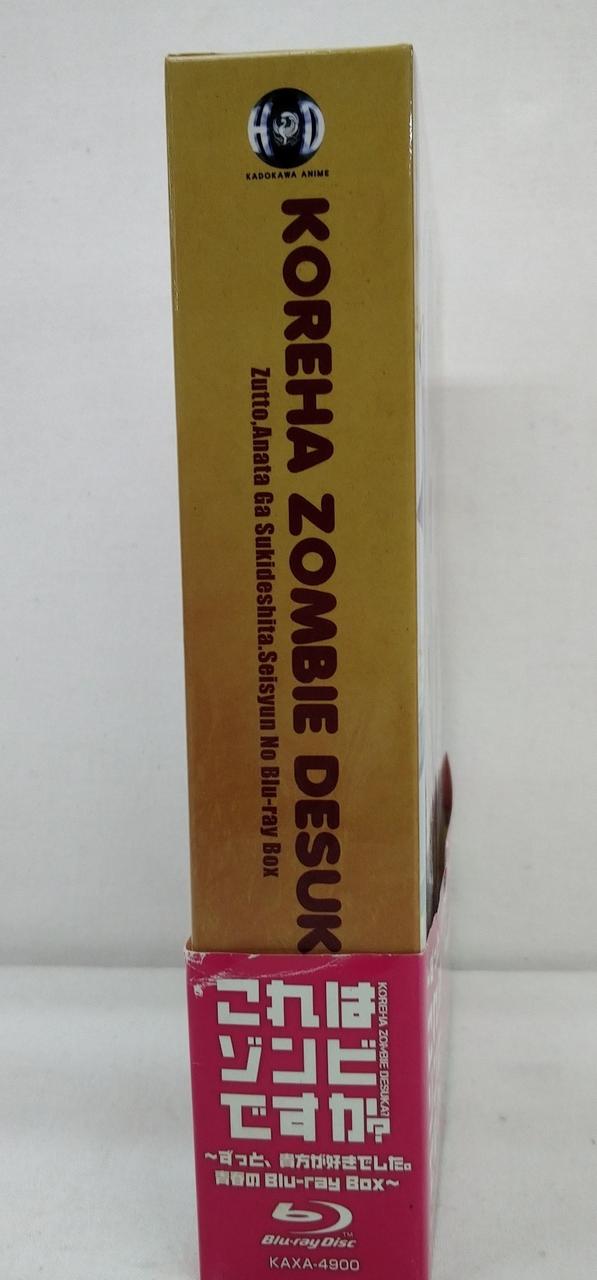 HD
KADOKAWA ANIME
KOREHA ZOMBIE DESUK
Zutto,Anata Ga Sukideshita.Seisyun No Blu-ray Box
これは
ゾンビ
ですか?
KOREHA ZOMBIE DESUKA?
~ずっと、貴方が好きでした。
青春のBlu-ray Box~
Blu-ray Disc™
KAXA-4900